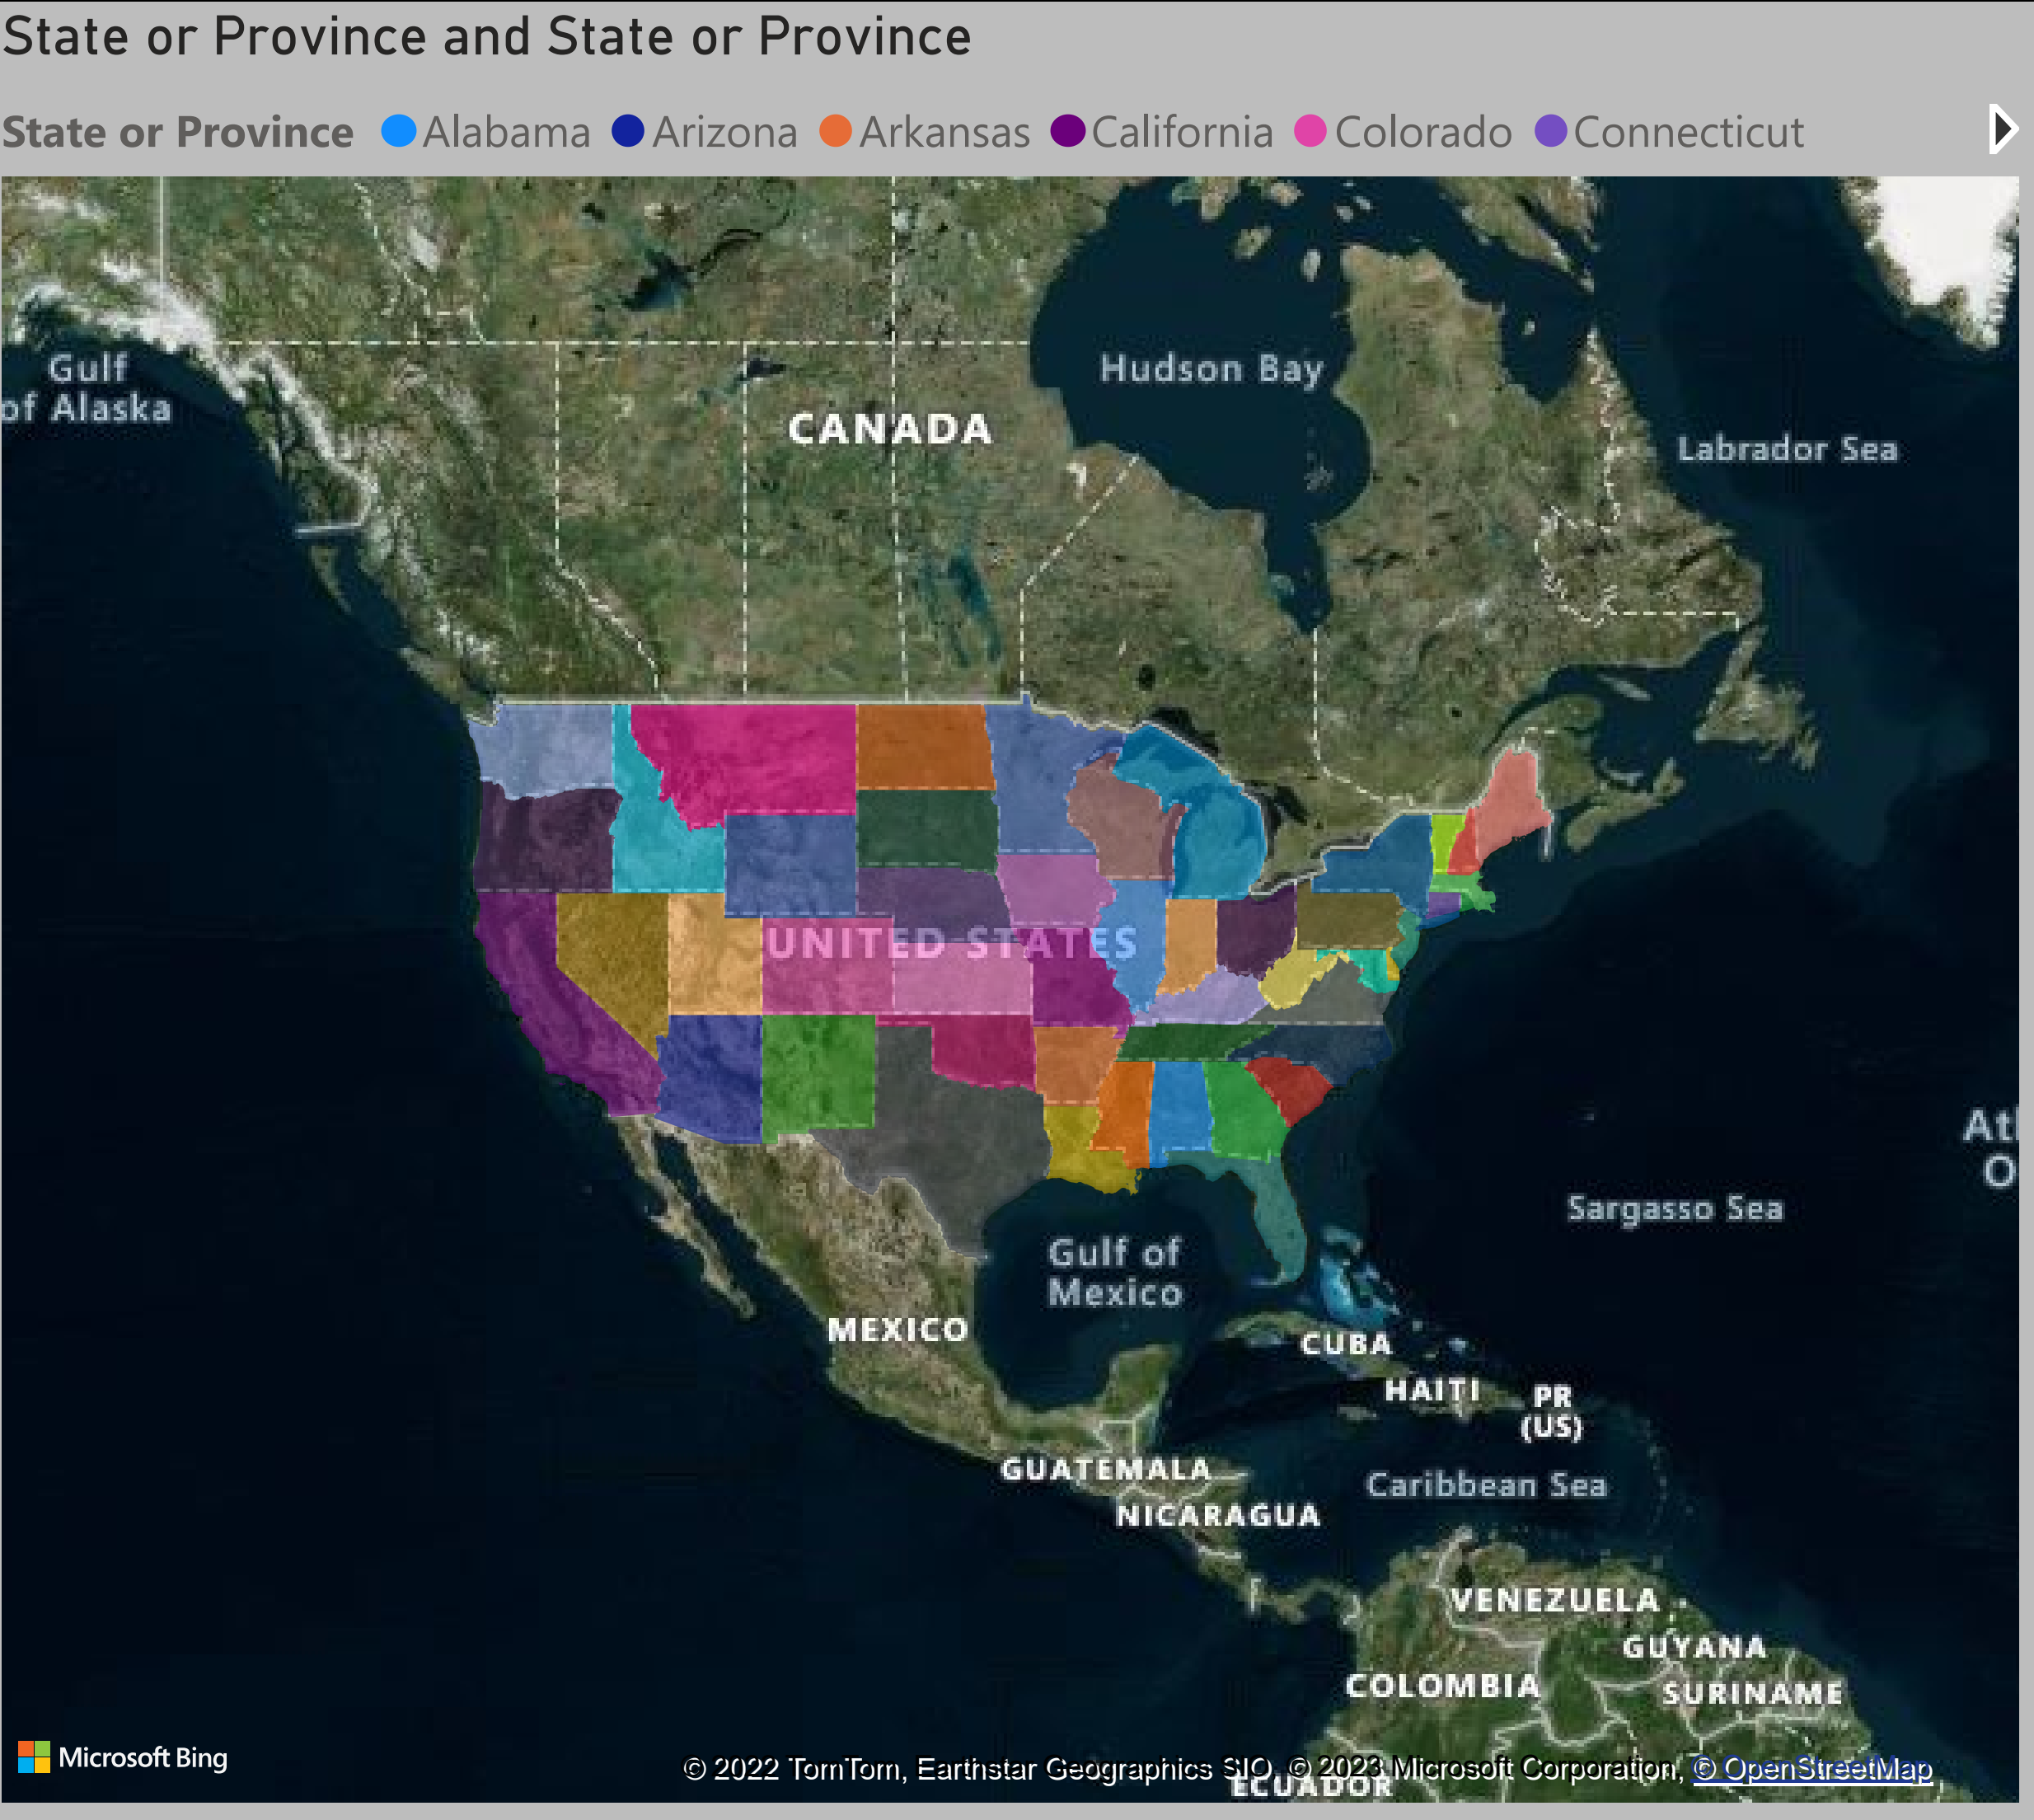 State or Province and State or Province
State or Province Alabama Arizona Arkansas California Colorado Connecticut
Gulf
of Alaska
Hudson Bay
CANADA
Labrador Sea
UNITED STATES
Atl
O
Sargasso Sea
Gulf of
Mexico
MEXICO
CUBA
HAITI
PR
(US)
GUATEMALA
Caribbean Sea
NICARAGUA
VENEZUELA
GUYANA
COLOMBIA
SURINAME
Microsoft Bing
© 2022 TomTom, Earthstar Geographics SIO, © 2023 Microsoft Corporation, © OpenStreetMap
ECUADOR